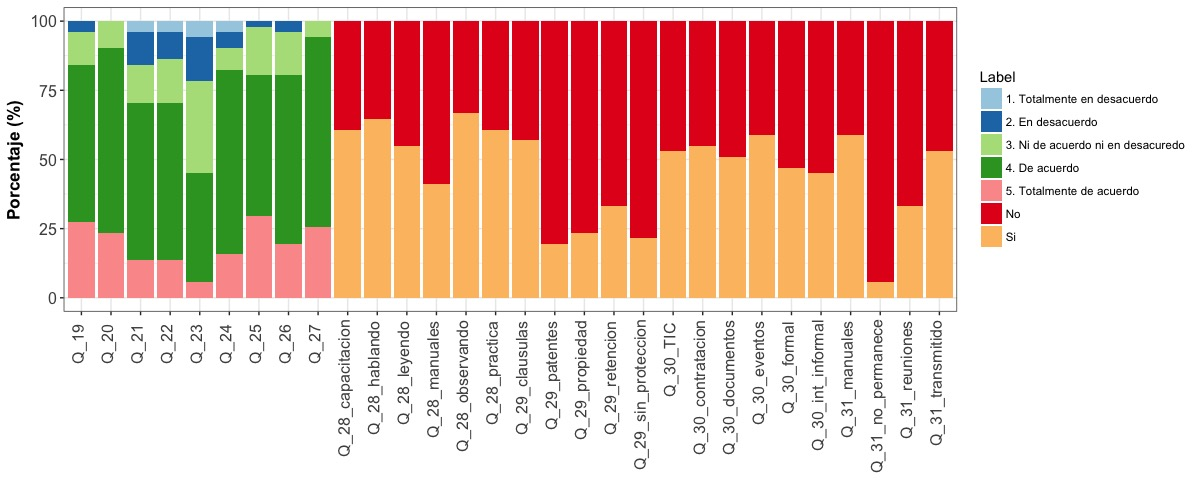 Porcentaje (%)
100
75
50
25
0
Q_19
Q_20
Q_21
Q_22
Q_23
Q_24
Q_25
Q_26
Q_27
Q_28_capacitacion
Q_28_hablando
Q_28_leyendo
Q_28_manuales
Q_28_observando
Q_28_practica
Q_29_clausulas
Q_29_patentes
Q_29_propiedad
Q_29_retencion
Q_29_sin_proteccion
Q_30_TIC
Q_30_contratacion
Q_30_documentos
Q_30_eventos
Q_30_formal
Q_30_int_informal
Q_31_manuales
Q_31_no_permanece
Q_31_reuniones
Q_31_transmitido
Label
1. Totalmente en desacuerdo
2. En desacuerdo
3. Ni de acuerdo ni en desacuredo
4. De acuerdo
5. Totalmente de acuerdo
No
Si